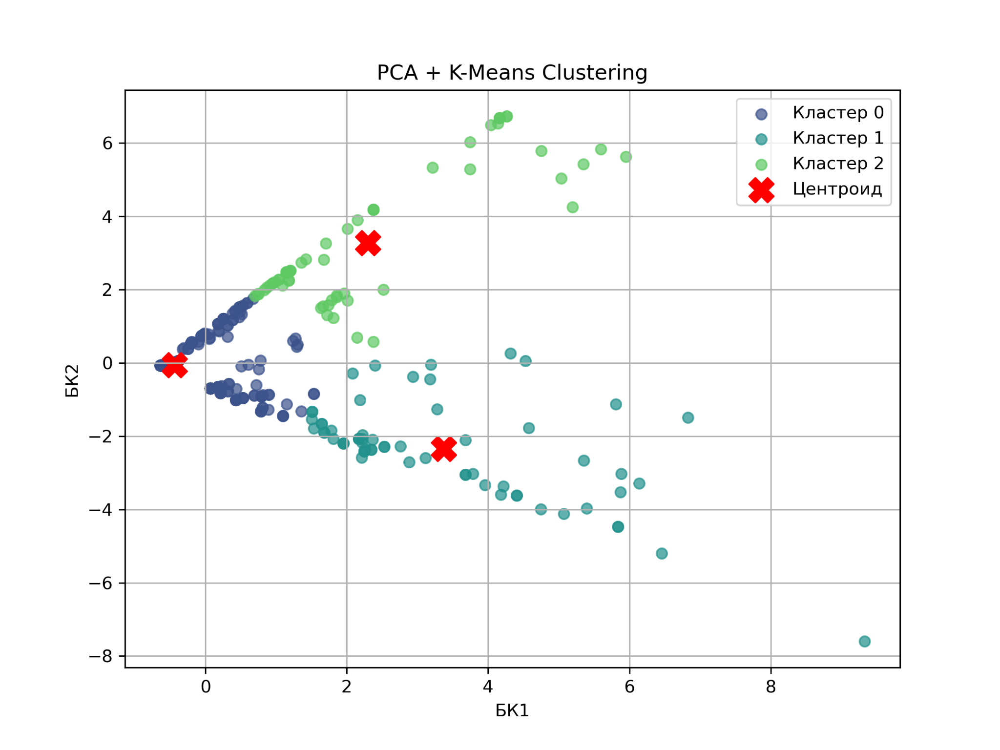 PCA + K-Means Clustering
Кластер 0
Кластер 1
Кластер 2
Центроид
6
4
2
0
−2
−4
−6
−8
БК2
0 2 4 6 8
БК1